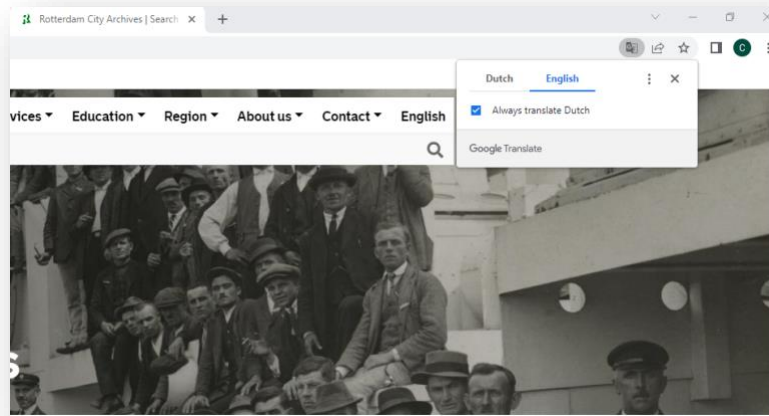 Rotterdam City Archives | Search
C
Dutch English
Always translate Dutch
Google Translate
vices Education Region About us Contact English
s